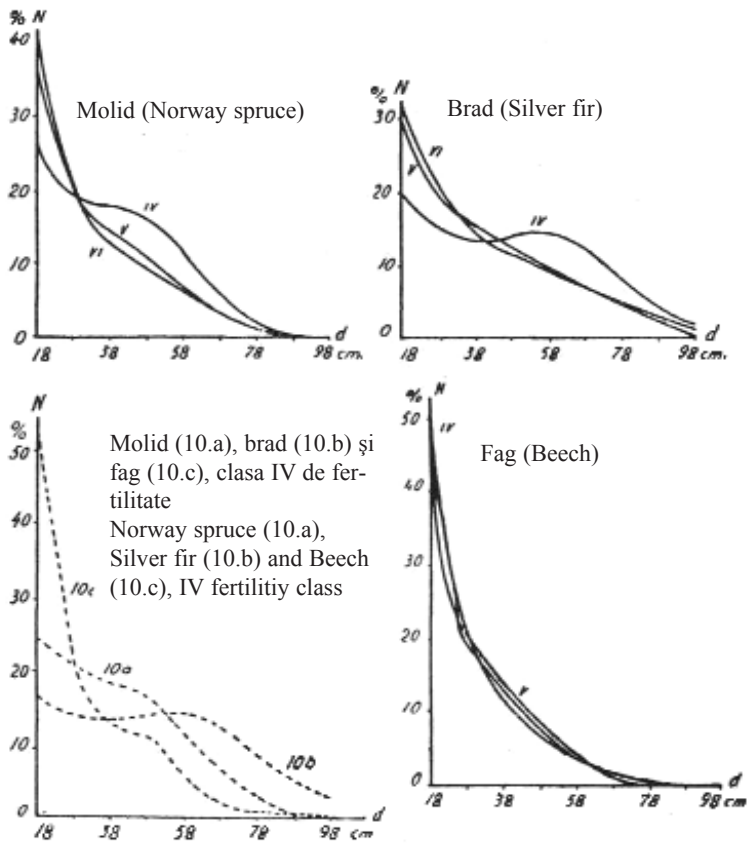 % N
40
30
20
10
0
Molid (Norway spruce)
IV
V
VI
d
18 38 58 78 98 cm.
N
%
30
20
10
0
Brad (Silver fir)
VI
V
IV
d
18 38 58 78 98 cm
N
%
50
40
30
20
10
0
Molid (10.a), brad (10.b) şi
fag (10.c), clasa IV de fer-
tilitate
Norway spruce (10.a),
Silver fir (10.b) and Beech
(10.c), IV fertilitiy class
10c
10a
10b
d
18 38 58 78 98 cm
% N
50
40
30
20
10
0
IV
Fag (Beech)
V
d
18 38 58 78 98 cm